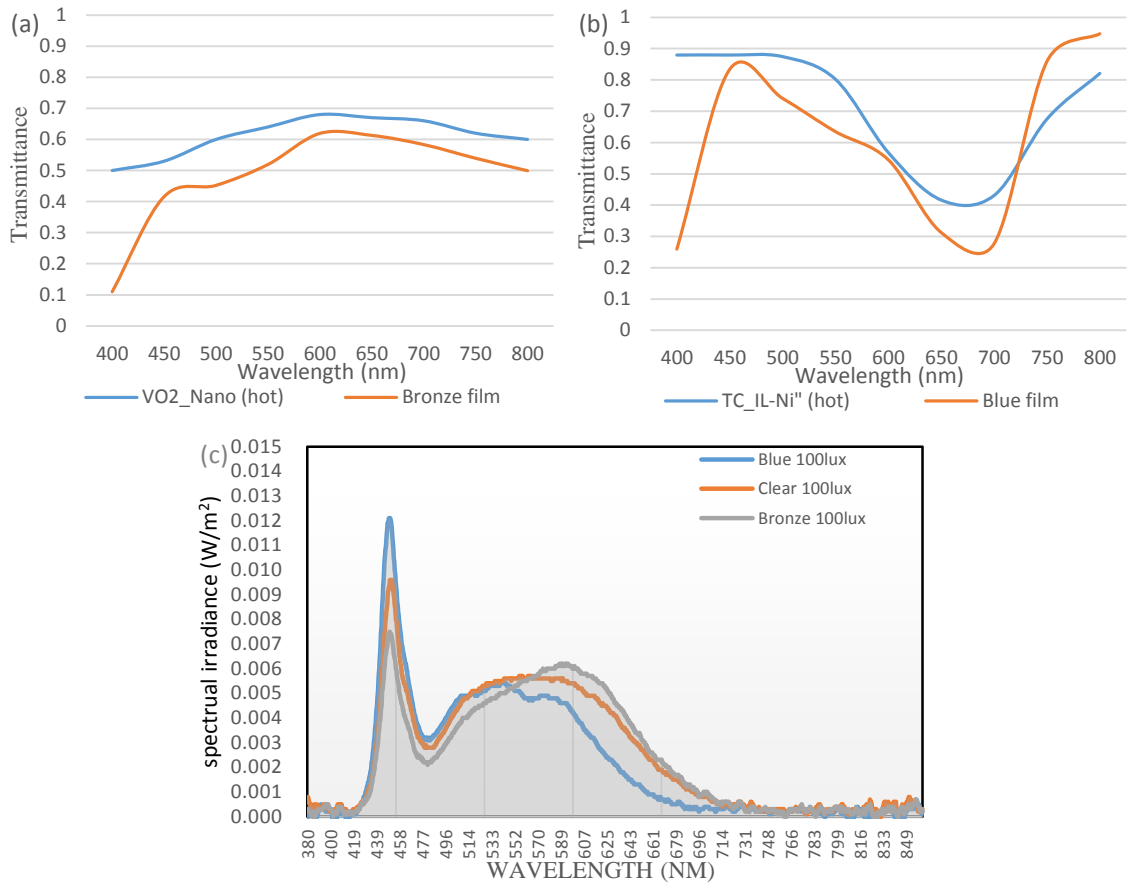 (a)
Transmittance
1
0.9
0.8
0.7
0.6
0.5
0.4
0.3
0.2
0.1
0
400 450 500 550 600 650 700 750 800
Wavelength (nm)
VO2_Nano (hot) Bronze film
(b)
Transmittance
1
0.9
0.8
0.7
0.6
0.5
0.4
0.3
0.2
0.1
0
400 450 500 550 600 650 700 750 800
Wavelength (nm)
TC_IL-Ni" (hot) Blue film
(c)
spectrual irradiance (W/m²)
0.015
0.014
0.013
0.012
0.011
0.010
0.009
0.008
0.007
0.006
0.005
0.004
0.003
0.002
0.001
0.000
Blue 100lux
Clear 100lux
Bronze 100lux
380 400 419 439 458 477 496 514 533 552 570 589 607 625 643 661 679 696 714 731 748 766 783 799 816 833 849
WAVELENGTH (NM)